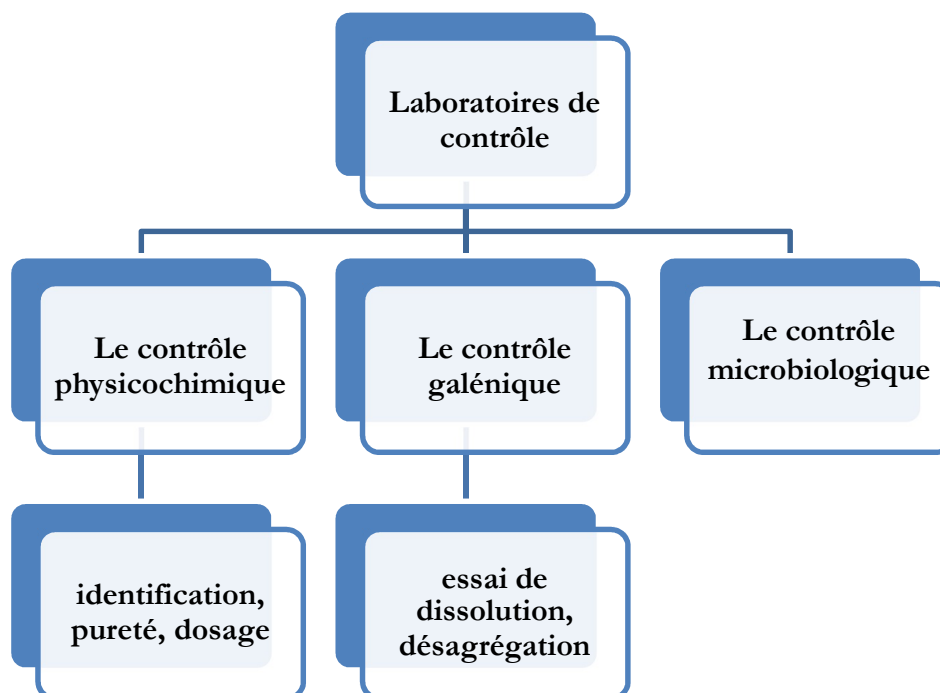 Laboratoires de
contrôle
Le contrôle
physicochimique
Le contrôle
galénique
Le contrôle
microbiologique
identification,
pureté, dosage
essai de
dissolution,
désagrégation